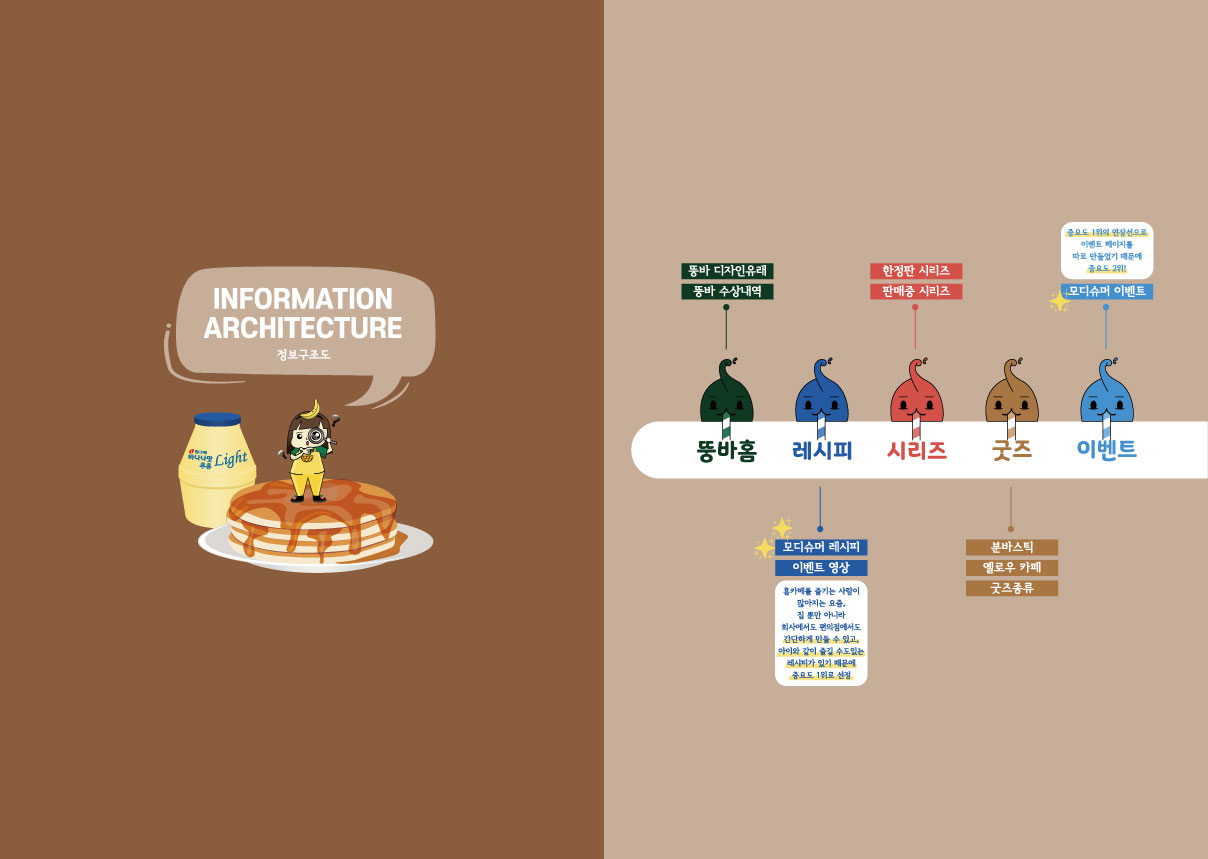 INFORMATION
ARCHITECTURE
정보구조도
빙그레
바나나맛
우유
Light
뚱바 디자인유래
뚱바 수상내역
한정판 시리즈
판매중 시리즈
중요도 1위의 연장선으로
이벤트 페이지를
따로 만들었기 때문에
중요도 2위!
모디슈머 이벤트
뚱바홈
레시피
시리즈
굿즈
이벤트
모디슈머 레시피
이벤트 영상
홈카페를 즐기는 사람이
많아지는 요즘,
집 뿐만 아니라
회사에서도 편의점에서도
간단하게 만들 수 있고,
아이와 같이 즐길 수도있는
레시피가 있기 때문에
중요도 1위로 선정
분바스틱
옐로우 카페
굿즈종류